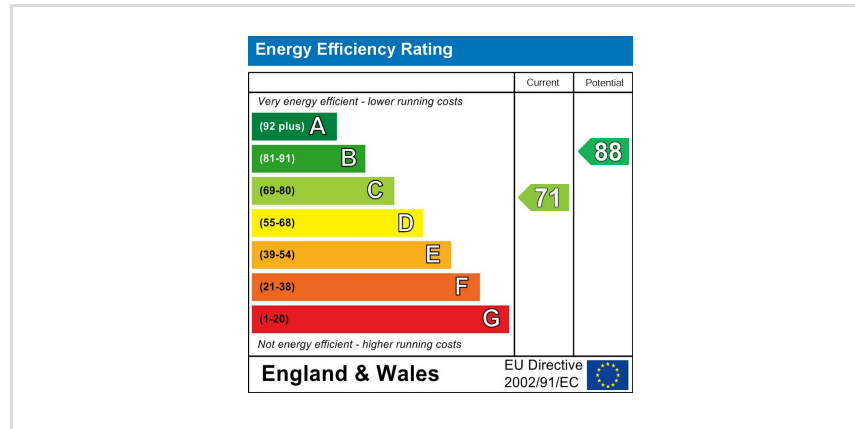 Energy Efficiency Rating
Current Potential
Very energy efficient - lower running costs
(92 plus) A
(81-91) B
88
(69-80) C
71
(55-68) D
(39-54) E
(21-38) F
(1-20) G
Not energy efficient - higher running costs
England & Wales
EU Directive
2002/91/EC